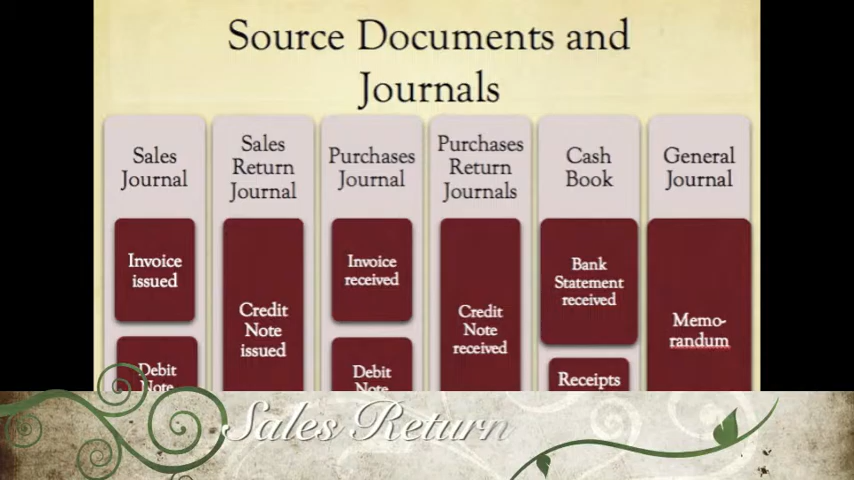 Source Documents and
Journals
Sales
Journal
Sales
Return
Journal
Purchases
Journal
Purchases
Return
Journals
Cash
Book
General
Journal
Invoice
issued
Debit
Note
Credit
Note
issued
Invoice
received
Debit
Note
Credit
Note
received
Bank
Statement
received
Receipts
Memo-
randum
Sales Return